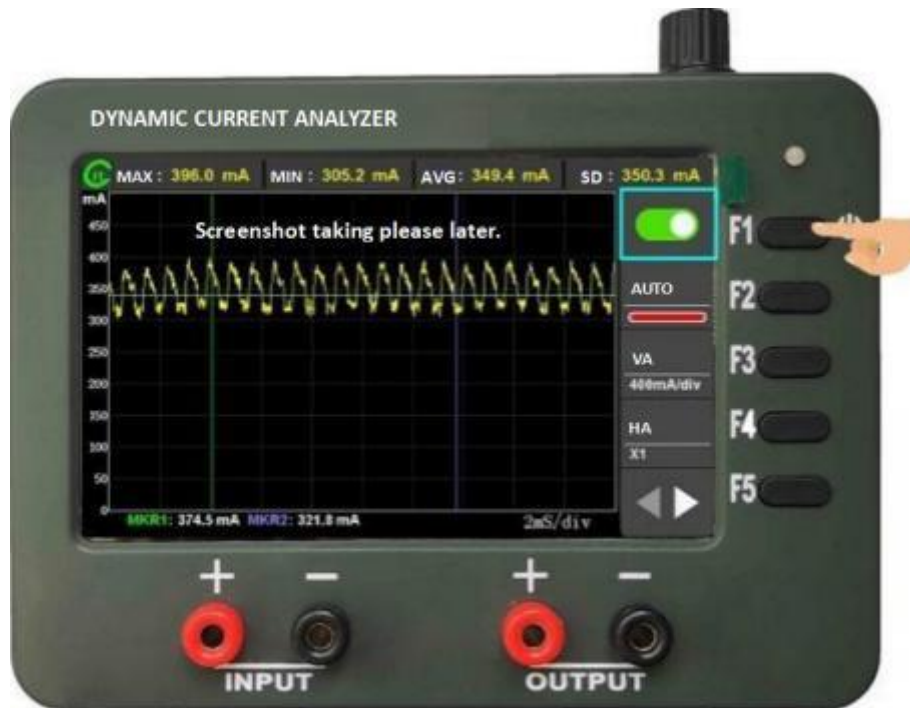 DYNAMIC CURRENT ANALYZER
MAX : 396.0 mA MIN : 305.2 mA AVG : 349.4 mA SD : 350.3 mA
mA
Screenshot taking please later.
450
400
350
300
250
200
150
100
50
0
AUTO
VA
400mA/div
HA
X1
F1
F2
F3
F4
F5
MKR1: 374.5 mA MKR2: 321.8 mA 2mS/div
+ − + −
INPUT OUTPUT